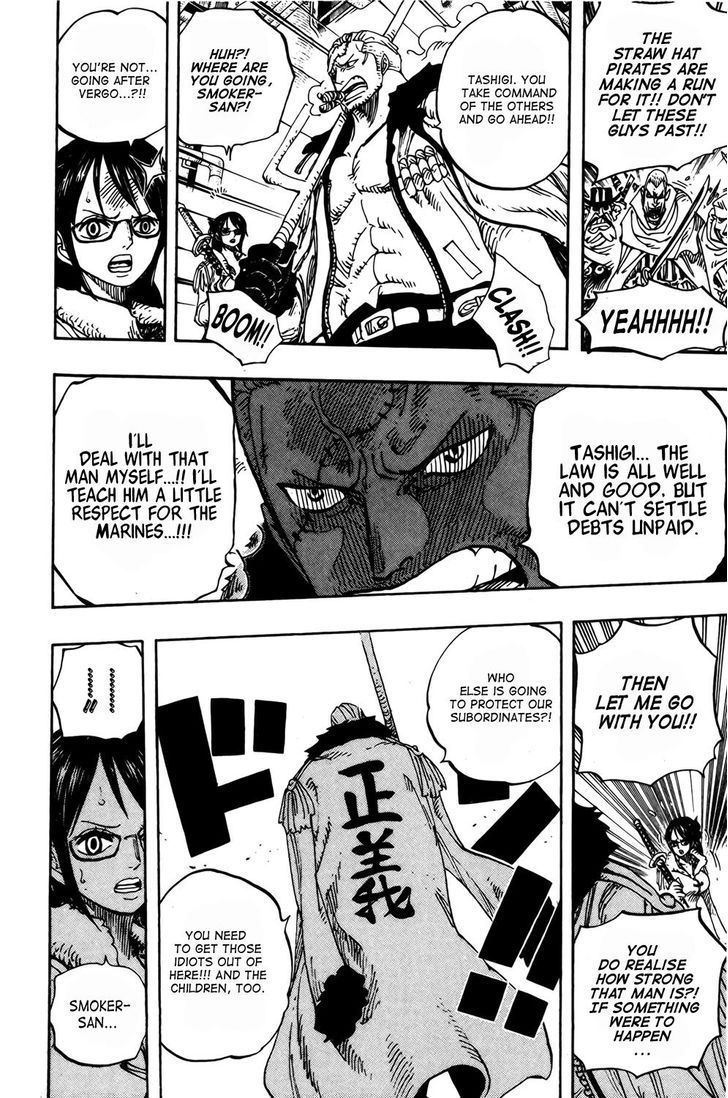 THE
STRAW HAT
PIRATES ARE
MAKING A RUN
FOR IT!! DON'T
LET THESE
GUYS PAST!!
YEAHHHH!!
TASHIGI. YOU
TAKE COMMAND
OF THE OTHERS
AND GO AHEAD!!
CLASH!!
HUH?!
WHERE ARE
YOU GOING,
SMOKER-
SAN?!
BOOM!!
YOU'RE NOT...
GOING AFTER
VERGO...?!!
TASHIGI... THE
LAW IS ALL WELL
AND GOOD. BUT
IT CAN'T SETTLE
DEBTS UNPAID.
I'LL
DEAL WITH THAT
MAN MYSELF...!! I'LL
TEACH HIM A LITTLE
RESPECT FOR THE
MARINES...!!!
THEN
LET ME GO
WITH YOU!!
YOU
DO REALISE
HOW STRONG
THAT MAN IS?!
IF SOMETHING
WERE TO
HAPPEN
...
WHO
ELSE IS GOING
TO PROTECT OUR
SUBORDINATES?!
ドン!!
正義
YOU NEED
TO GET THOSE
IDIOTS OUT OF
HERE!!! AND THE
CHILDREN, TOO.
......!!
SMOKER-
SAN...